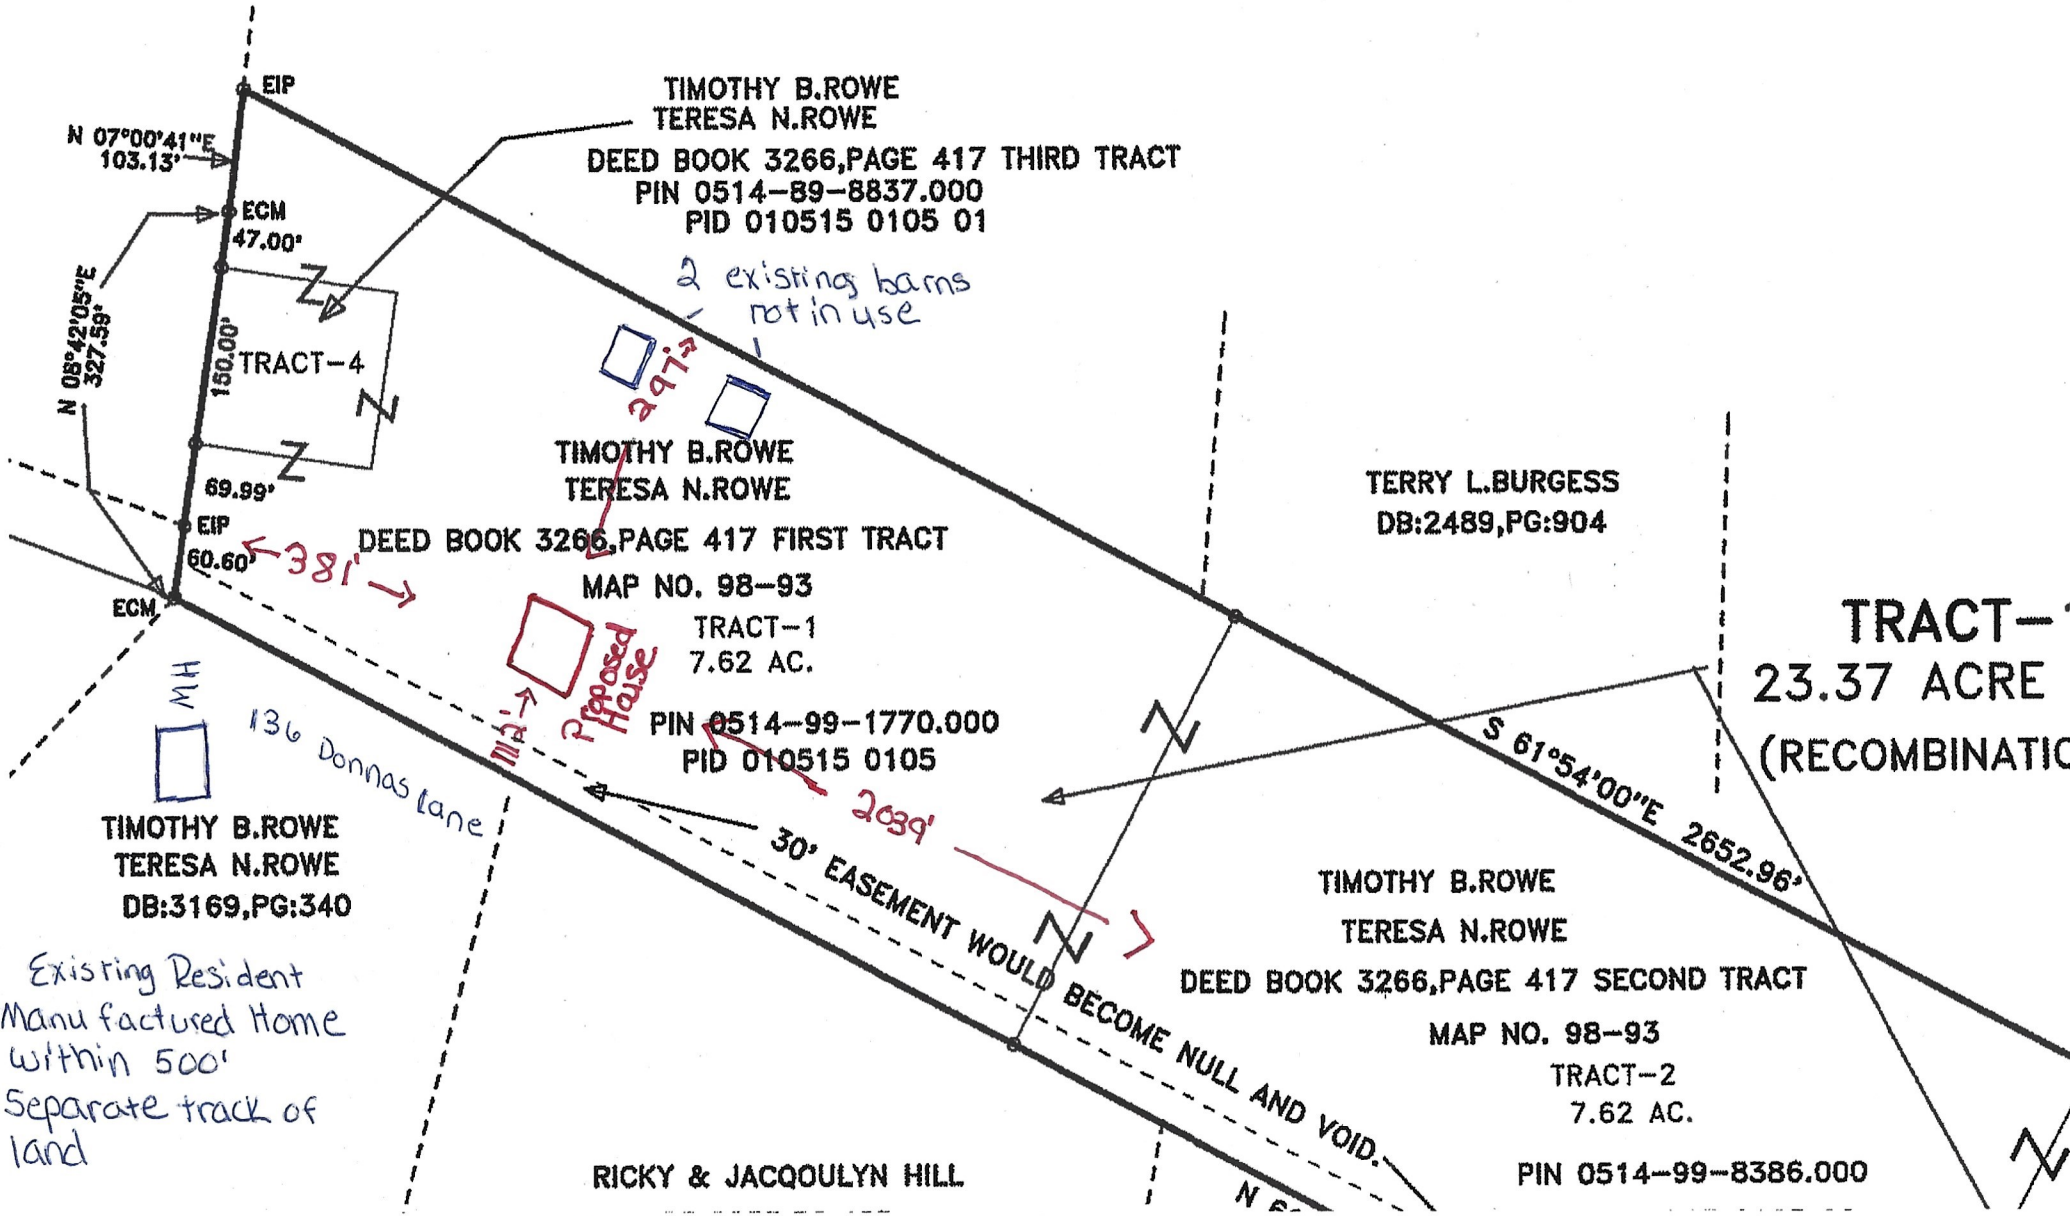 EIP
N 07°00'41"E
103.13'
ECM
47.00'
N 08°42'05"E
327.59'
150.00'
TRACT-4
69.99'
EIP
60.60'
ECM
TIMOTHY B.ROWE
TERESA N.ROWE
DEED BOOK 3266,PAGE 417 THIRD TRACT
PIN 0514-89-8837.000
PID 010515 0105 01
2 existing barns
not in use
297'
TIMOTHY B.ROWE
TERESA N.ROWE
DEED BOOK 3266,PAGE 417 FIRST TRACT
381'
MAP NO. 98-93
TRACT-1
7.62 AC.
Proposed
House
112'
PIN 0514-99-1770.000
PID 010515 0105
2039'
TERRY L.BURGESS
DB:2489,PG:904
TRACT-
23.37 ACRE
(RECOMBINATIO
S 61°54'00"E 2652.96'
MH
136 Donnas Lane
TIMOTHY B.ROWE
TERESA N.ROWE
DB:3169,PG:340
Existing Resident
Manufactured Home
within 500'
Separate track of
land
30' EASEMENT WOULD BECOME NULL AND VOID.
TIMOTHY B.ROWE
TERESA N.ROWE
DEED BOOK 3266,PAGE 417 SECOND TRACT
MAP NO. 98-93
TRACT-2
7.62 AC.
PIN 0514-99-8386.000
RICKY & JACQOULYN HILL
N